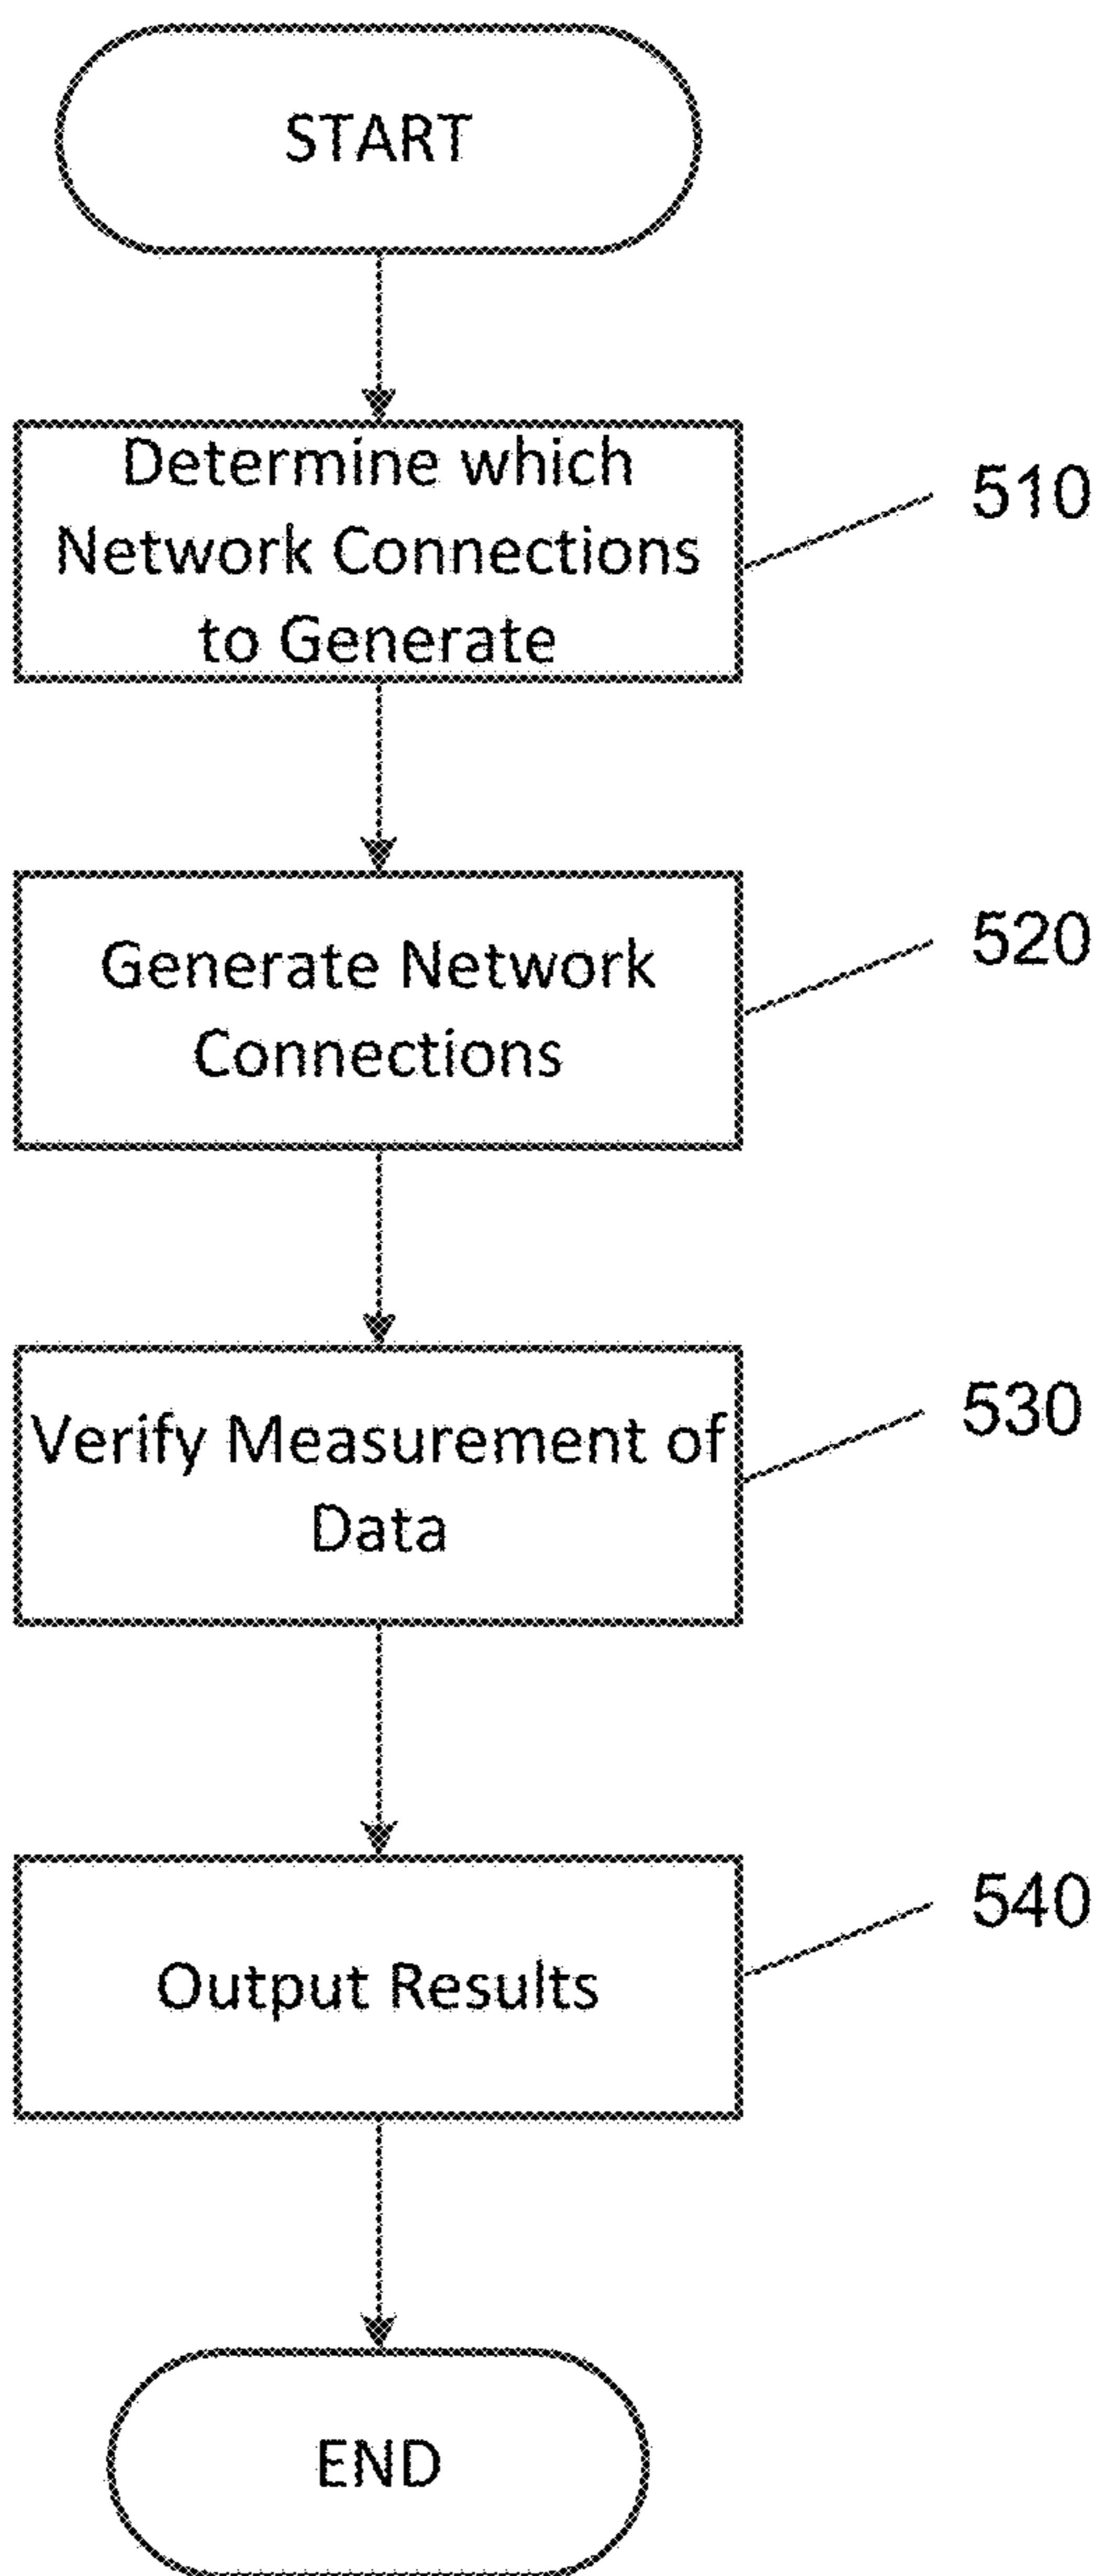 START
Determine which
Network Connections
to Generate
510
Generate Network
Connections
520
Verify Measurement of
Data
530
Output Results
540
END